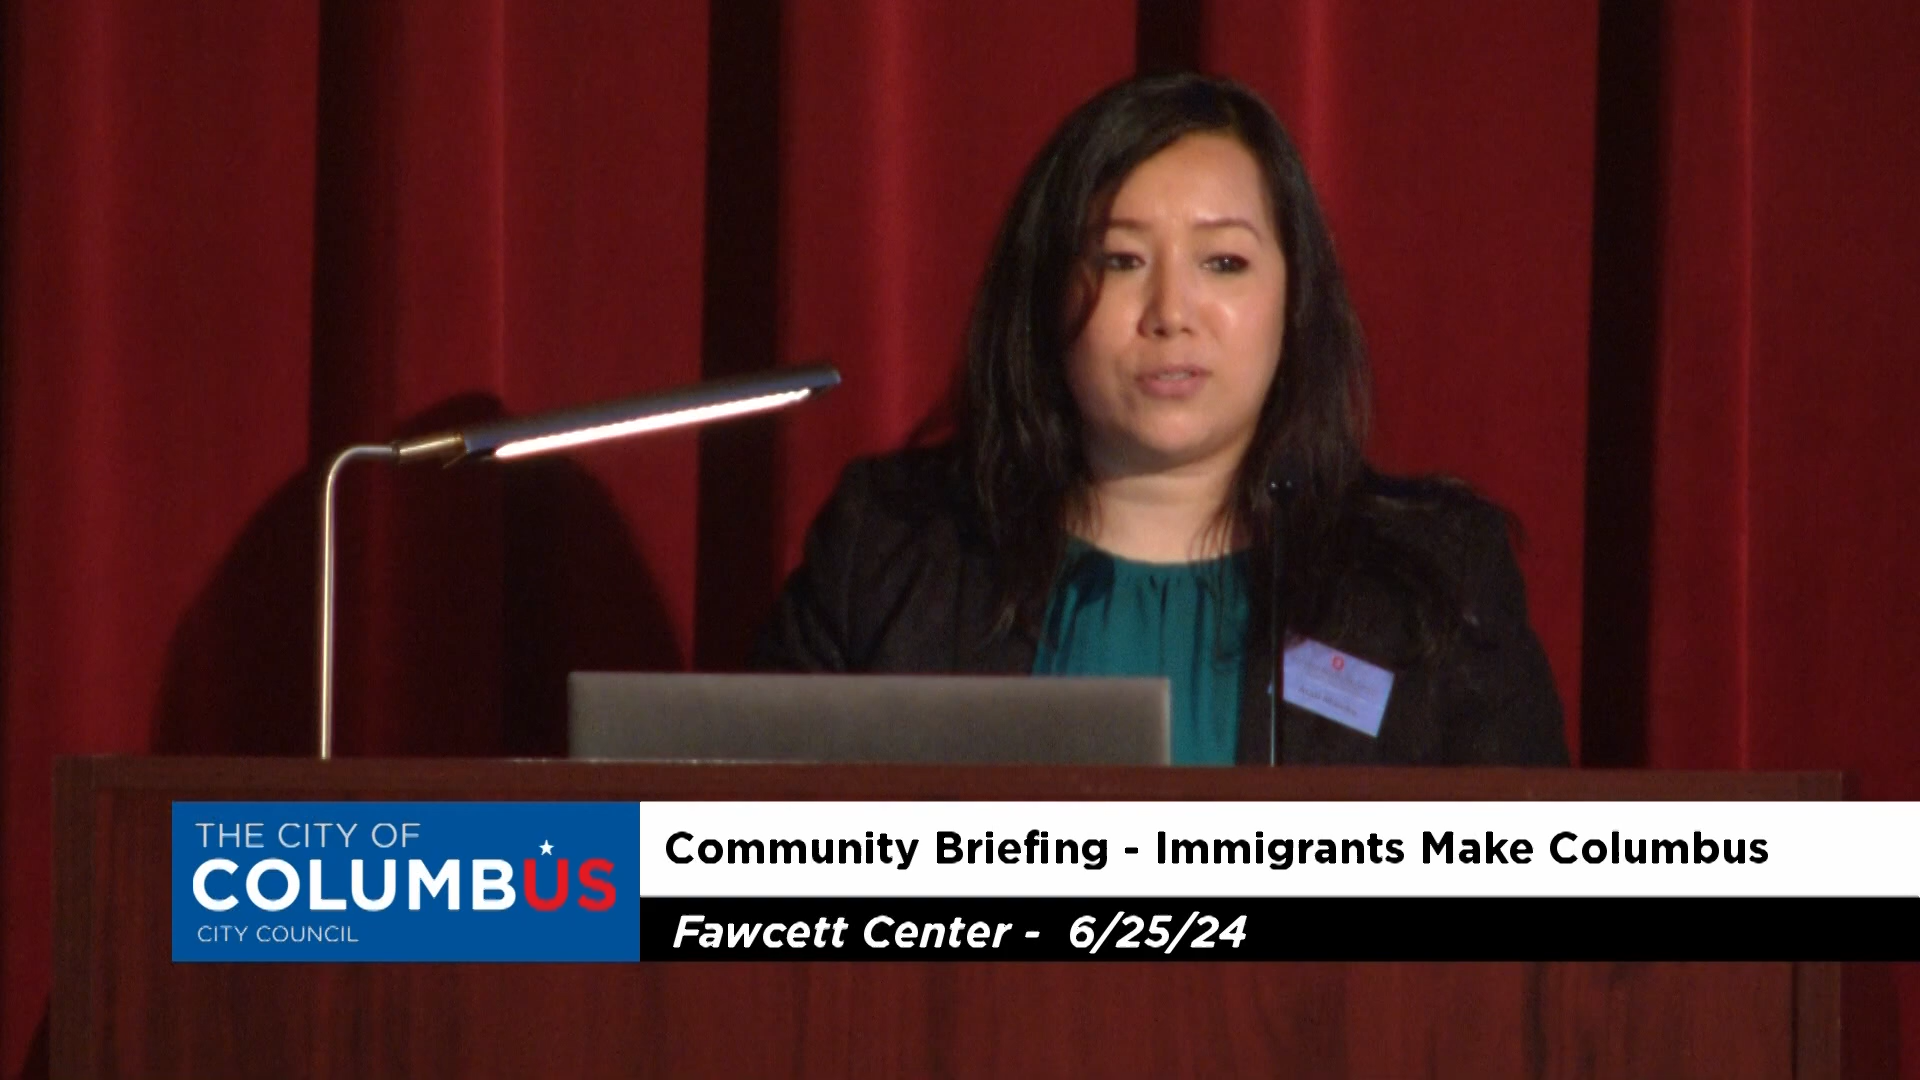 THE CITY OF
COLUMBUS
CITY COUNCIL
Community Briefing - Immigrants Make Columbus
Fawcett Center - 6/25/24